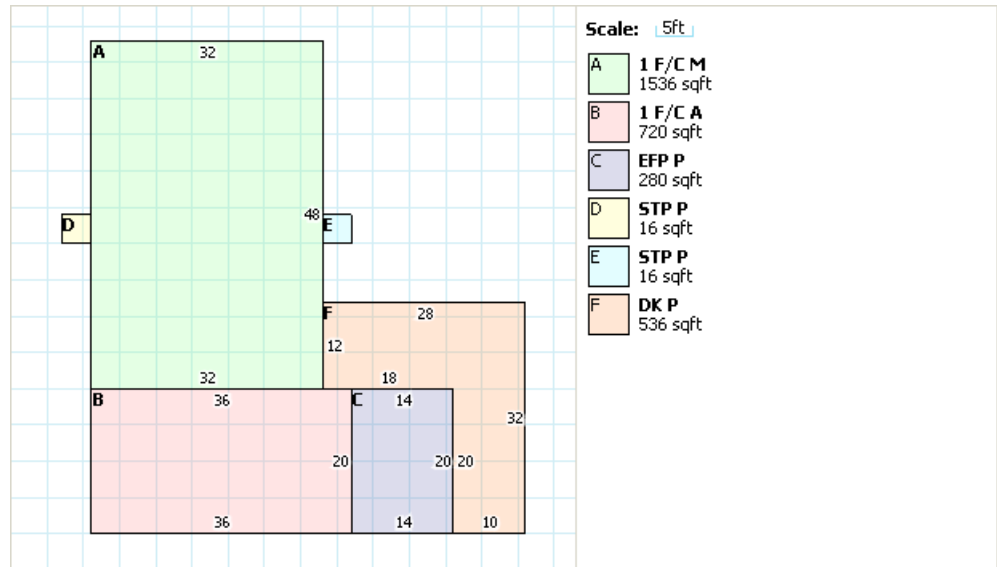 A
32
48
D
E
F
28
12
32
18
B
36
C
14
32
20
20
20
36
14
10
Scale: 5ft
A
1 F/C M
1536 sqft
B
1 F/C A
720 sqft
C
EFP P
280 sqft
D
STP P
16 sqft
E
STP P
16 sqft
F
DK P
536 sqft